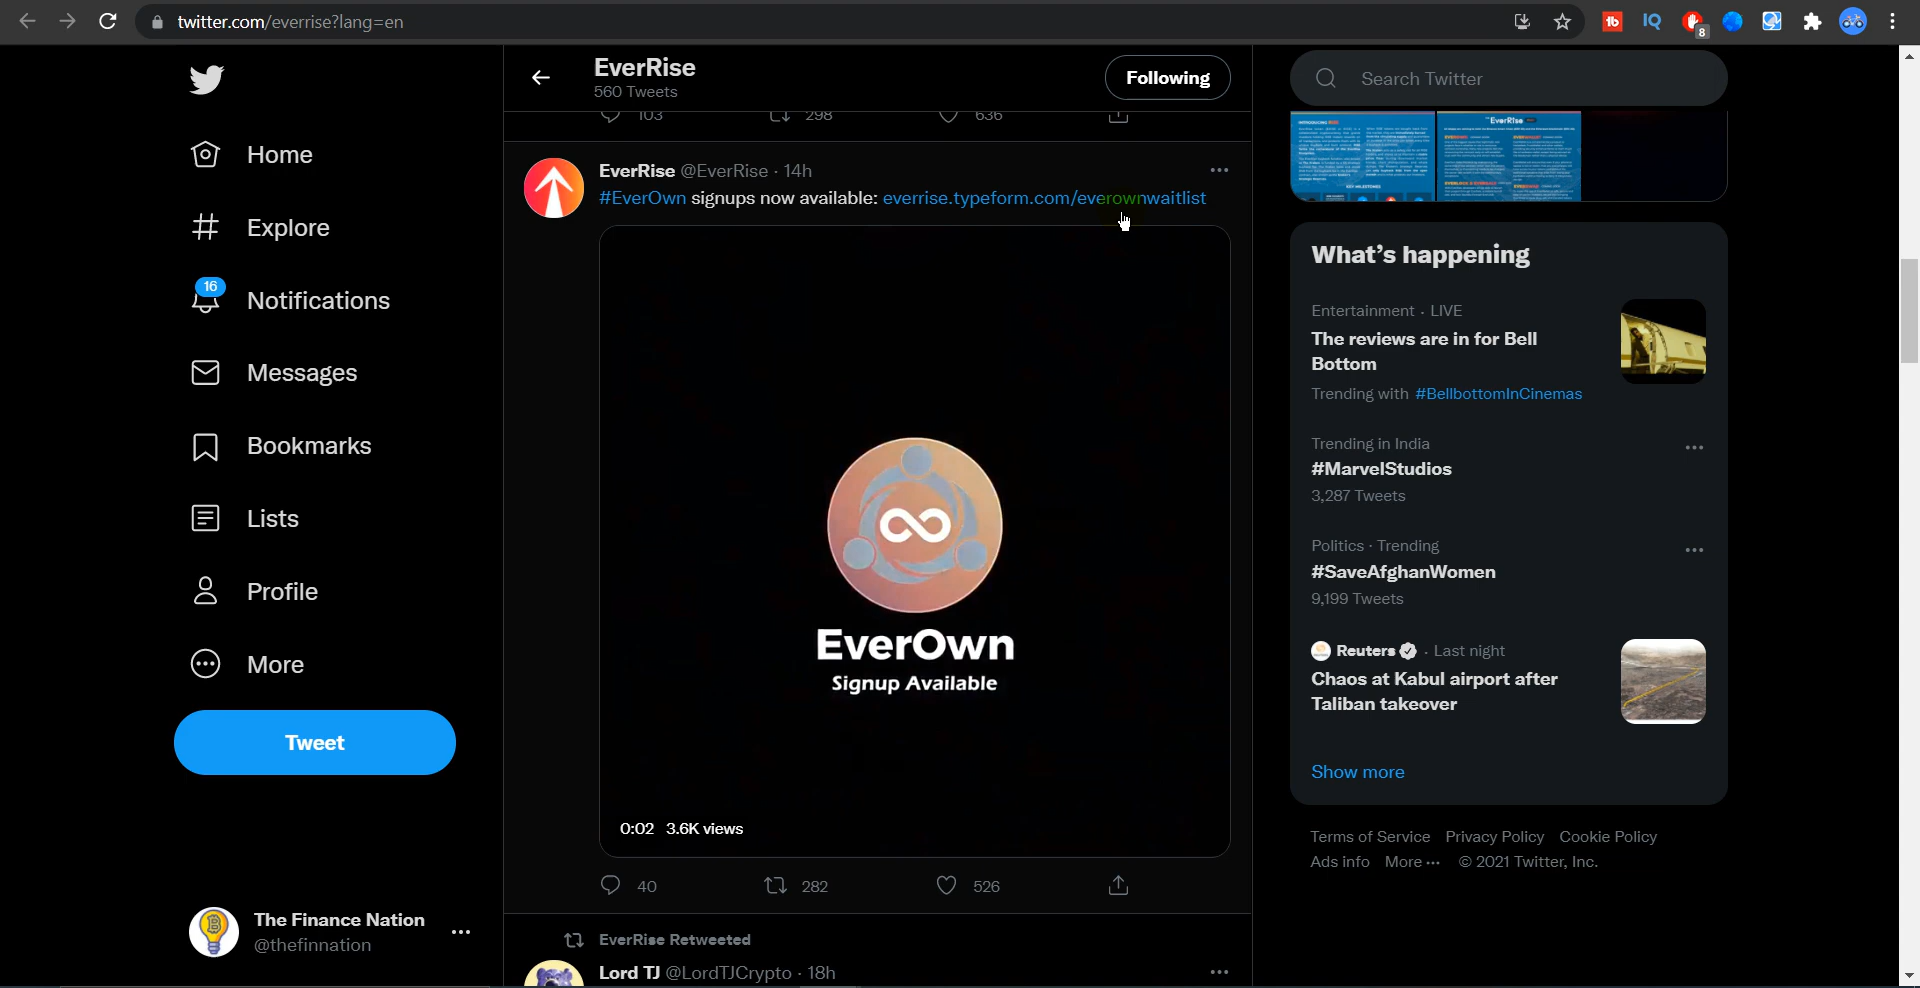 twitter.com/everrise?lang=en
8
Home
Explore
16
Notifications
Messages
Bookmarks
Lists
Profile
More
Tweet
The Finance Nation
@thefinnation
EverRise
560 Tweets
Following
103 298 636
EverRise @EverRise · 14h
#EverOwn signups now available: everrise.typeform.com/everownwaitlist
EverOwn
Signup Available
0:02 3.6K views
40 282 526
EverRise Retweeted
Lord TJ @LordTJCrypto · 18h
Search Twitter
EverRise
What's happening
Entertainment · LIVE
The reviews are in for Bell
Bottom
Trending with #BellbottomInCinemas
Trending in India
#MarvelStudios
3,287 Tweets
Politics · Trending
#SaveAfghanWomen
9,199 Tweets
Reuters · Last night
Chaos at Kabul airport after
Taliban takeover
Show more
Terms of Service Privacy Policy Cookie Policy
Ads info More ··· © 2021 Twitter, Inc.